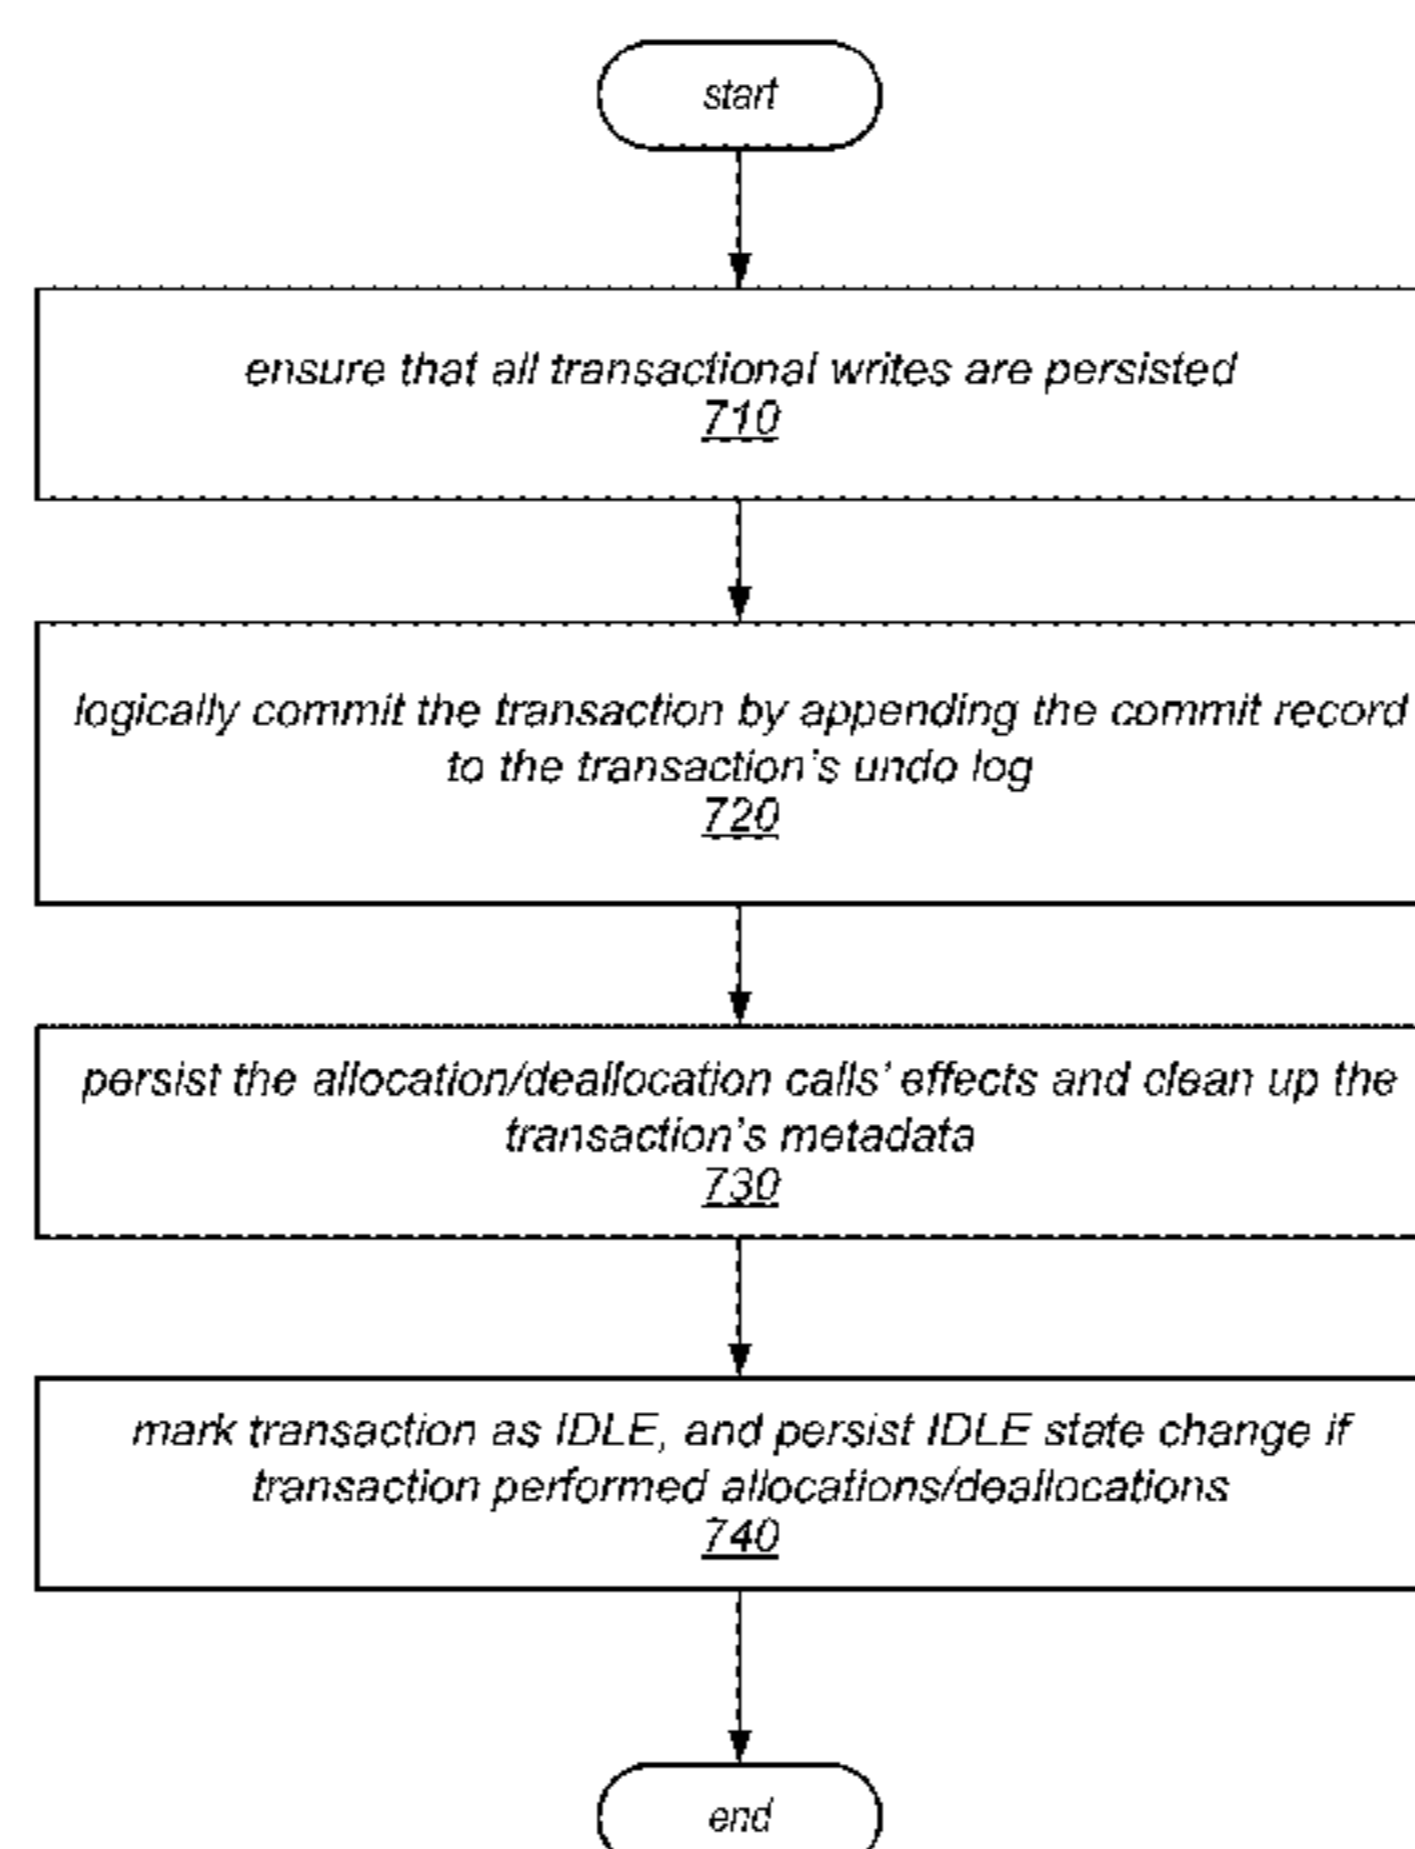 start
ensure that all transactional writes are persisted
710
logically commit the transaction by appending the commit record
to the transaction's undo log
720
persist the allocation/deallocation calls' effects and clean up the
transaction's metadata
730
mark transaction as IDLE, and persist IDLE state change if
transaction performed allocations/deallocations
740
end